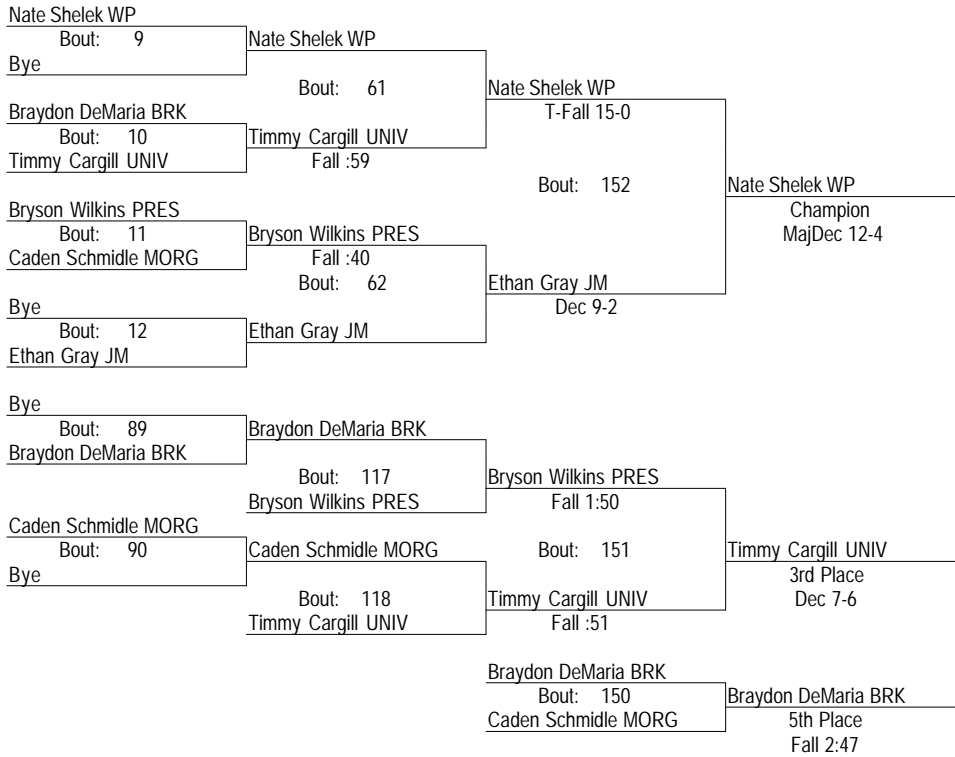 Nate Shelek WP
Bout: 9
Nate Shelek WP
Bye
Bout: 61
Nate Shelek WP
T-Fall 15-0
Braydon DeMaria BRK
Bout: 10
Timmy Cargill UNIV
Timmy Cargill UNIV
Fall :59
Bout: 152
Nate Shelek WP
Champion
MajDec 12-4
Bryson Wilkins PRES
Bout: 11
Bryson Wilkins PRES
Caden Schmidle MORG
Fall :40
Bout: 62
Ethan Gray JM
Dec 9-2
Bye
Bout: 12
Ethan Gray JM
Ethan Gray JM
Bye
Bout: 89
Braydon DeMaria BRK
Braydon DeMaria BRK
Bout: 117
Bryson Wilkins PRES
Bryson Wilkins PRES
Fall 1:50
Caden Schmidle MORG
Bout: 90
Caden Schmidle MORG
Bye
Bout: 151
Timmy Cargill UNIV
3rd Place
Dec 7-6
Bout: 118
Timmy Cargill UNIV
Timmy Cargill UNIV
Fall :51
Braydon DeMaria BRK
Bout: 150
Braydon DeMaria BRK
Caden Schmidle MORG
5th Place
Fall 2:47